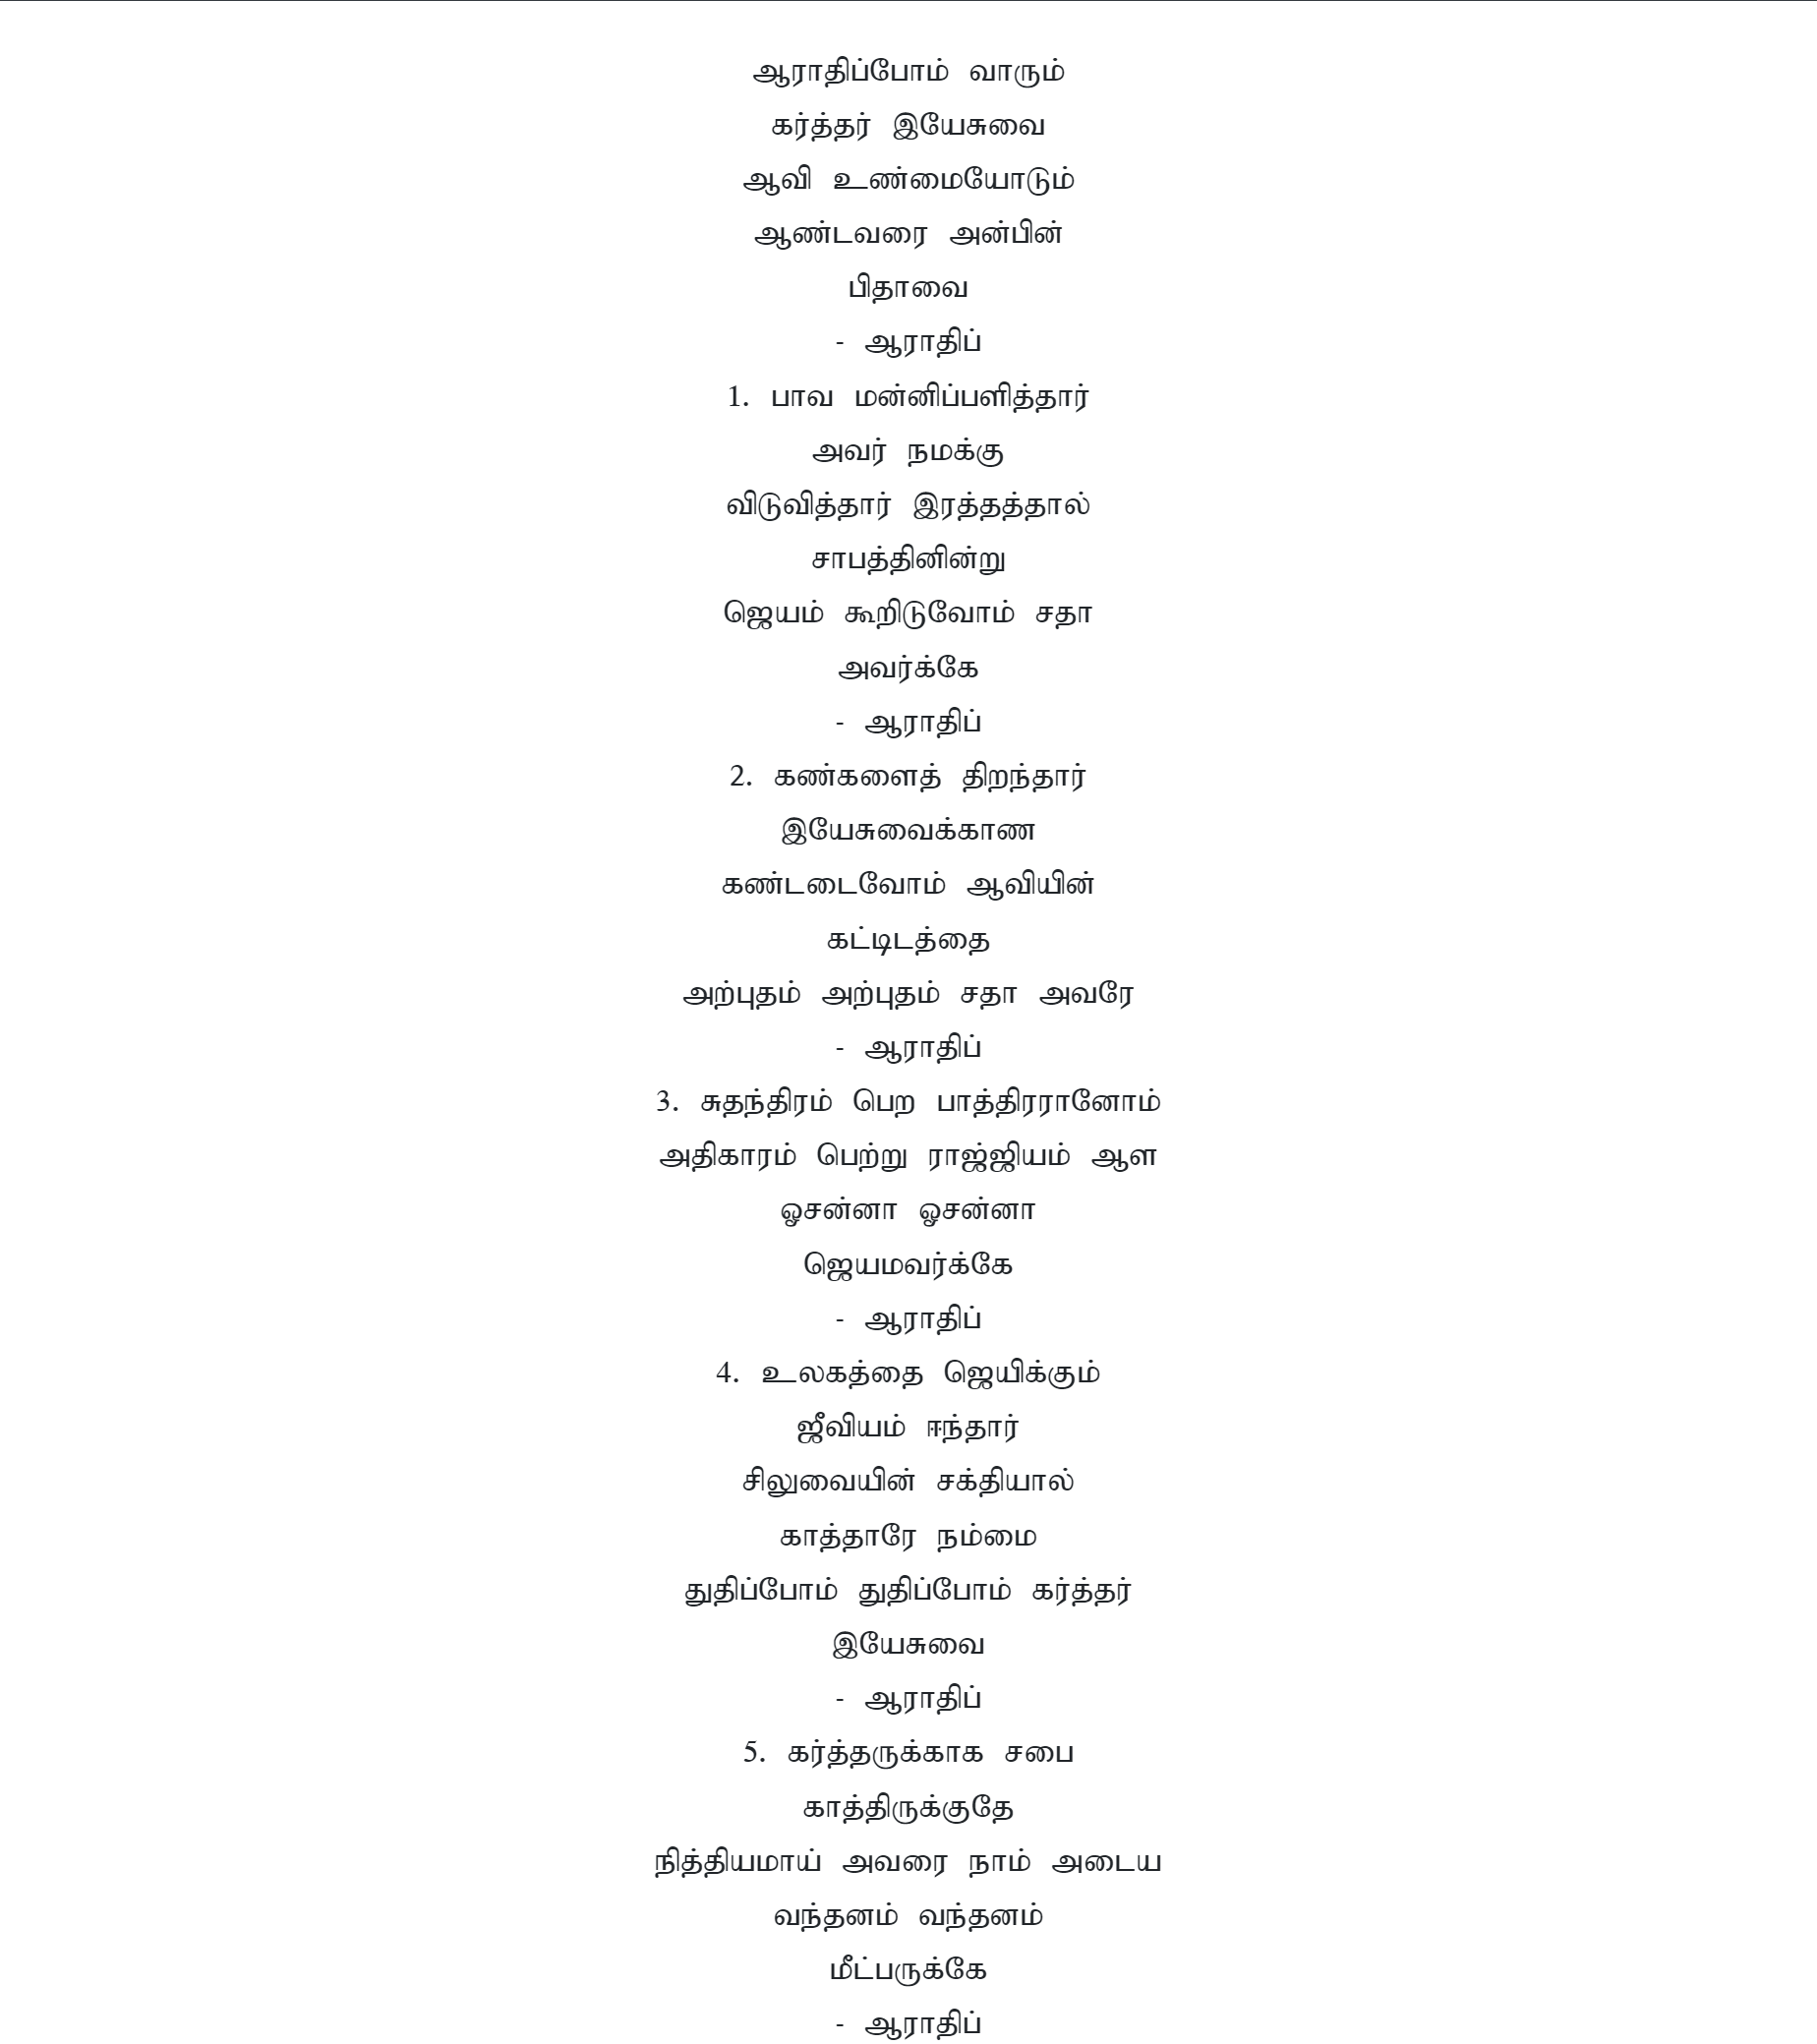 ஆராதிப்போம் வாரும்
கர்த்தர் இயேசுவை
ஆவி உண்மையோடும்
ஆண்டவரை அன்பின்
பிதாவை
- ஆராதிப்
1. பாவ மன்னிப்பளித்தார்
அவர் நமக்கு
விடுவித்தார் இரத்தத்தால்
சாபத்தினின்று
ஜெயம் கூறிடுவோம் சதா
அவர்க்கே
- ஆராதிப்
2. கண்களைத் திறந்தார்
இயேசுவைக்காண
கண்டடைவோம் ஆவியின்
கட்டிடத்தை
அற்புதம் அற்புதம் சதா அவரே
- ஆராதிப்
3. சுதந்திரம் பெற பாத்திரரானோம்
அதிகாரம் பெற்று ராஜ்ஜியம் ஆள
ஓசன்னா ஓசன்னா
ஜெயமவர்க்கே
- ஆராதிப்
4. உலகத்தை ஜெயிக்கும்
ஜீவியம் ஈந்தார்
சிலுவையின் சக்தியால்
காத்தாரே நம்மை
துதிப்போம் துதிப்போம் கர்த்தர்
இயேசுவை
- ஆராதிப்
5. கர்த்தருக்காக சபை
காத்திருக்குதே
நித்தியமாய் அவரை நாம் அடைய
வந்தனம் வந்தனம்
மீட்பருக்கே
- ஆராதிப்